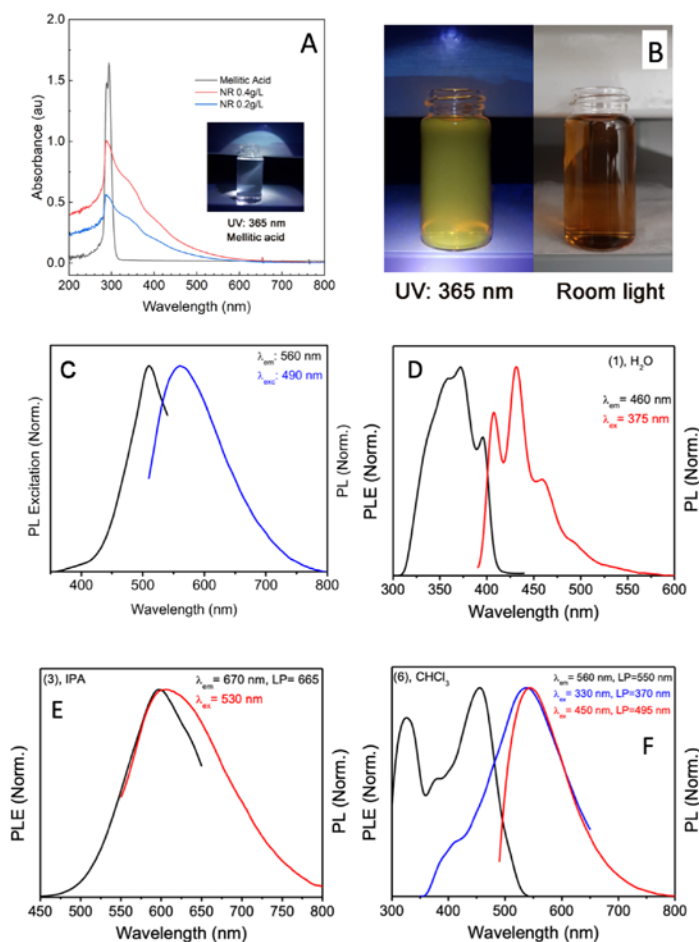 A
2.0
1.5
1.0
0.5
0.0
Absorbance (au)
Mellitic Acid
NR 0.4g/L
NR 0.2g/L
UV: 365 nm
Mellitic acid
200 300 400 500 600 700 800
Wavelength (nm)
B
UV: 365 nm Room light
C
λem: 560 nm
λexc: 490 nm
PL Excitation (Norm.)
PL (Norm.)
400 500 600 700 800
Wavelength (nm)
D
(1), H2O
λem= 460 nm
λex= 375 nm
PLE (Norm.)
PL (Norm.)
300 350 400 450 500 550 600
Wavelength (nm)
(3), IPA
λem= 670 nm, LP= 665
λex= 530 nm
E
PLE (Norm.)
PL (Norm.)
450 500 550 600 650 700 750 800
Wavelength (nm)
(6), CHCl3
λem= 560 nm, LP=550 nm
λex= 330 nm, LP=370 nm
λex= 450 nm, LP=495 nm
F
PLE (Norm.)
PL (Norm.)
300 400 500 600 700 800
Wavelength (nm)